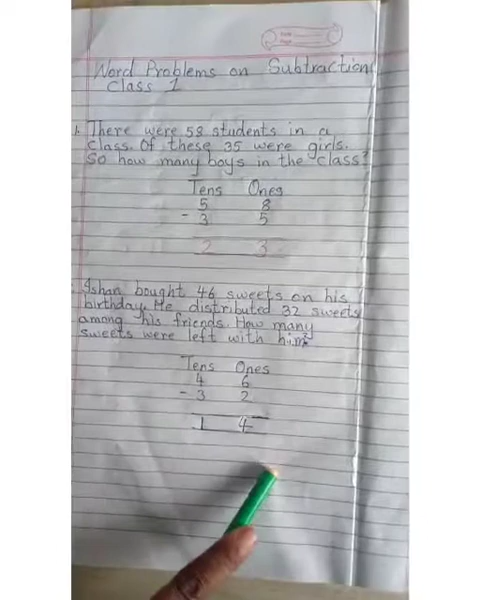 Word Problems on Subtraction
Class 1
1. There were 58 students in a
class. Of these 35 were girls.
So how many boys in the class?
Tens Ones
5 8
- 3 5
2 3
Ishan bought 46 sweets on his
birthday. He distributed 32 sweets
among his friends. How many
sweets were left with him?
Tens Ones
4 6
- 3 2
1 4